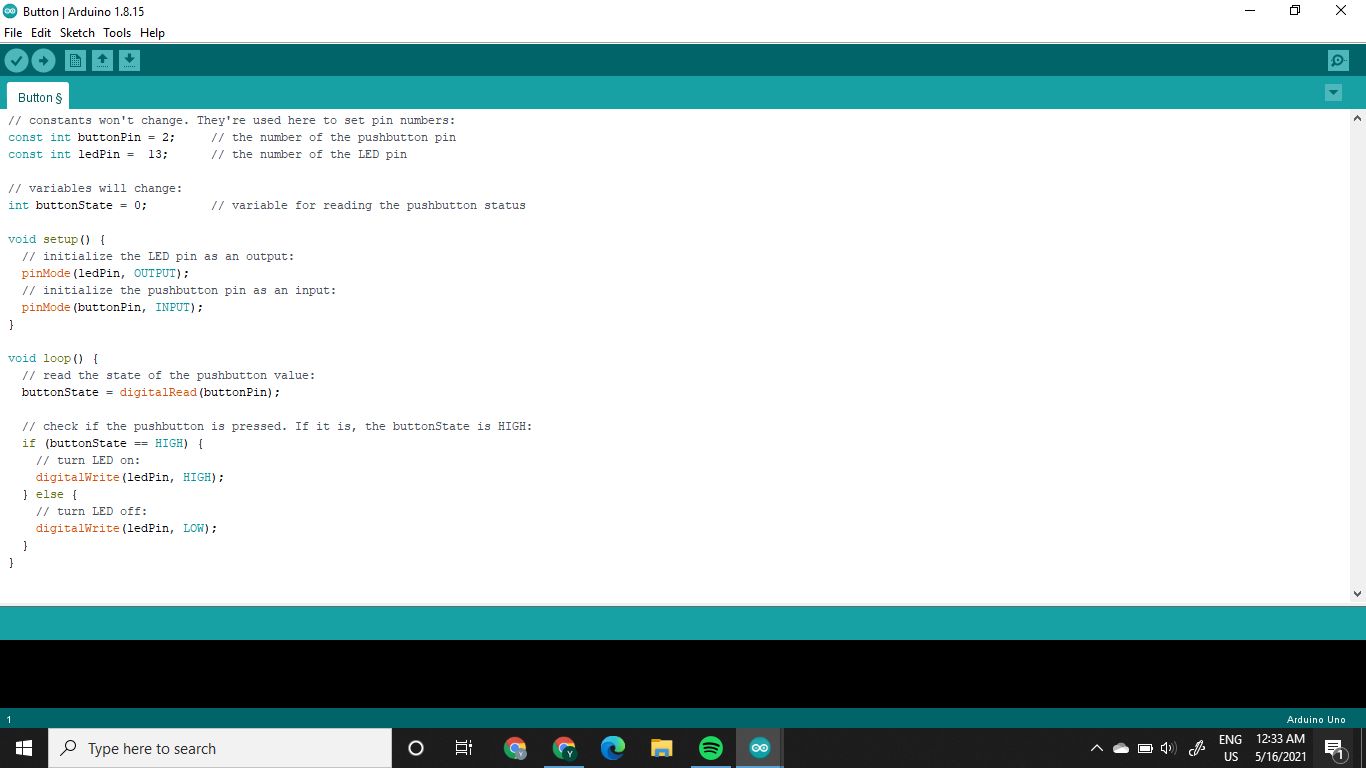 Button | Arduino 1.8.15
File Edit Sketch Tools Help
Button §
// constants won't change. They're used here to set pin numbers:
const int buttonPin = 2;     // the number of the pushbutton pin
const int ledPin =  13;      // the number of the LED pin
// variables will change:
int buttonState = 0;         // variable for reading the pushbutton status
void setup() {
  // initialize the LED pin as an output:
  pinMode(ledPin, OUTPUT);
  // initialize the pushbutton pin as an input:
  pinMode(buttonPin, INPUT);
}
void loop() {
  // read the state of the pushbutton value:
  buttonState = digitalRead(buttonPin);
  // check if the pushbutton is pressed. If it is, the buttonState is HIGH:
  if (buttonState == HIGH) {
    // turn LED on:
    digitalWrite(ledPin, HIGH);
  } else {
    // turn LED off:
    digitalWrite(ledPin, LOW);
  }
}
1
Arduino Uno
Type here to search
Y
Y
ENG
US
12:33 AM
5/16/2021
1